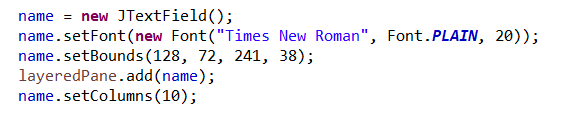 name = new JTextField();
name.setFont(new Font("Times New Roman", Font.PLAIN, 20));
name.setBounds(128, 72, 241, 38);
layeredPane.add(name);
name.setColumns(10);